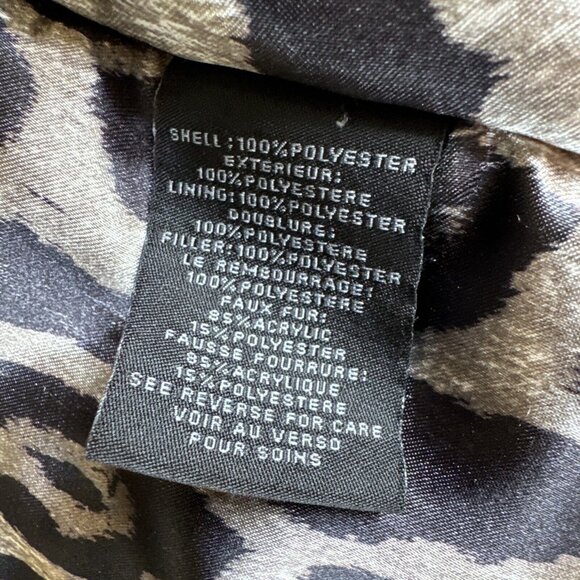 SHELL:100%POLYESTER
EXTERIEUR:
100%POLYESTERE
LINING:100%POLYESTER
DOUBLURE:
100%POLYESTERE
FILLER:100%POLYESTER
LE REMBOURRAGE:
100%POLYESTERE
FAUX FUR:
85%ACRYLIC
15%POLYESTER
FAUSSE FOURRURE:
85%ACRYLIQUE
15%POLYESTERE
SEE REVERSE FOR CARE
VOIR AU VERSO
POUR SOINS